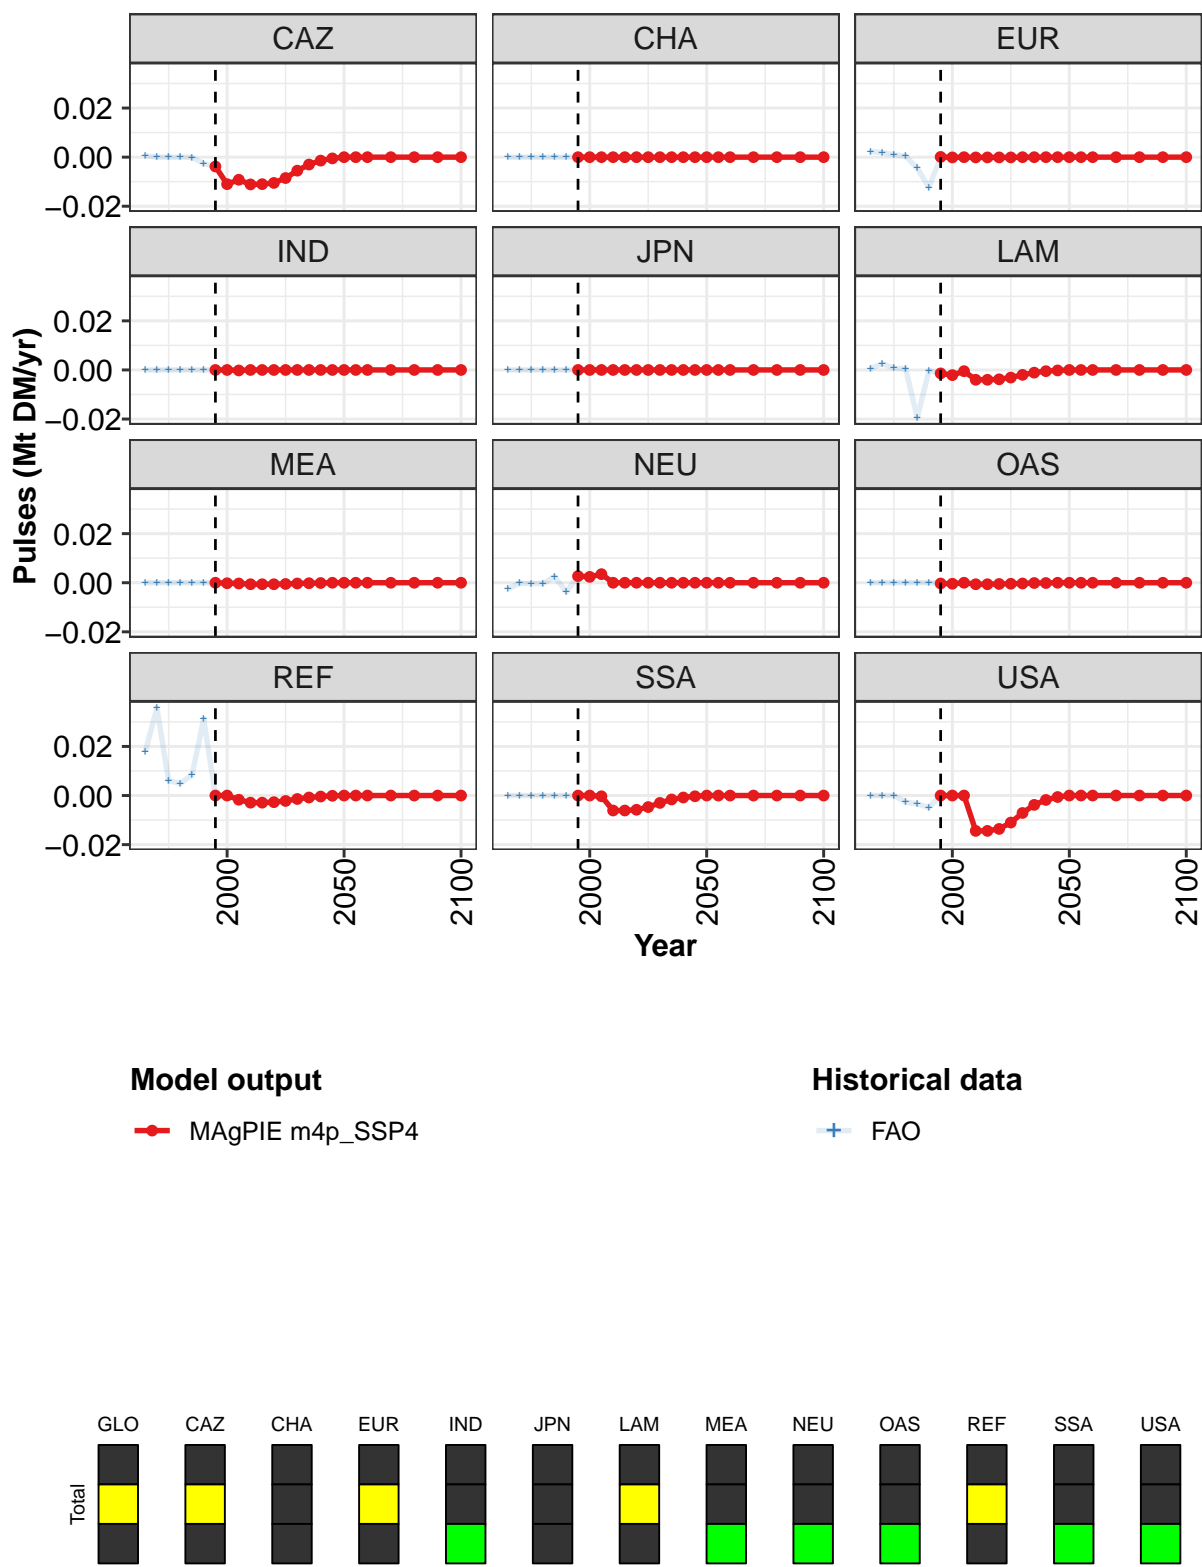 CAZ CHA EUR
0.02
0.00
−0.02
IND JPN LAM
0.02
0.00
−0.02
MEA NEU OAS
0.02
0.00
−0.02
REF SSA USA
0.02
0.00
−0.02
Pulses (Mt DM/yr)
2000 2050 2100 2000 2050 2100 2000 2050 2100
Year
Model output Historical data
MAgPIE m4p_SSP4 FAO
GLO CAZ CHA EUR IND JPN LAM MEA NEU OAS REF SSA USA
Total